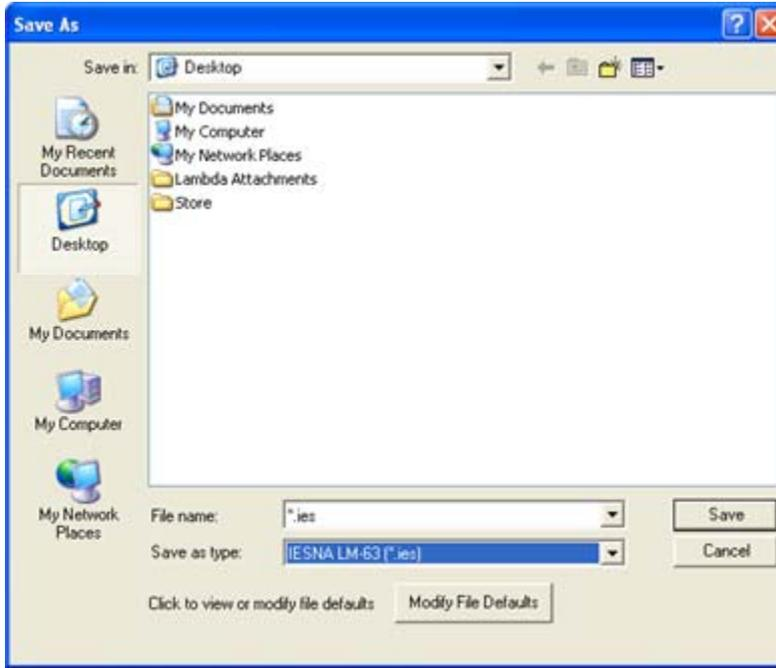 Save As
Save in:
Desktop
My Recent
Documents
Desktop
My Documents
My Computer
My Network
Places
My Documents
My Computer
My Network Places
Lambda Attachments
Store
File name:
*.ies
Save
Save as type:
IESNA LM-63 (*.ies)
Cancel
Click to view or modify file defaults
Modify File Defaults